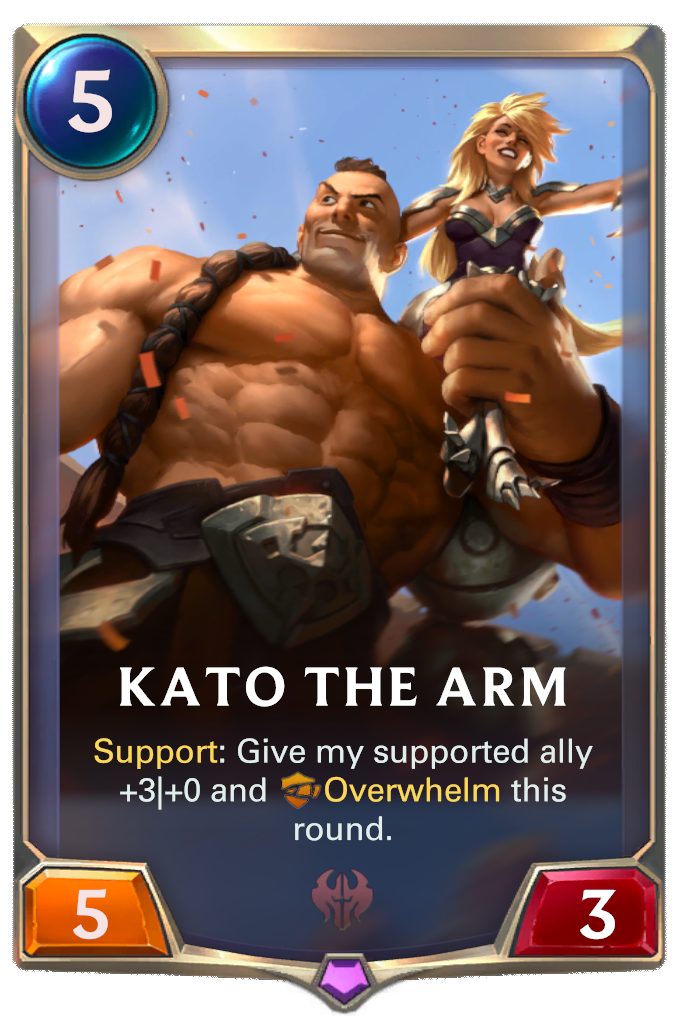 5
KATO THE ARM
Support: Give my supported ally
+3|+0 and Overwhelm this
round.
5
3